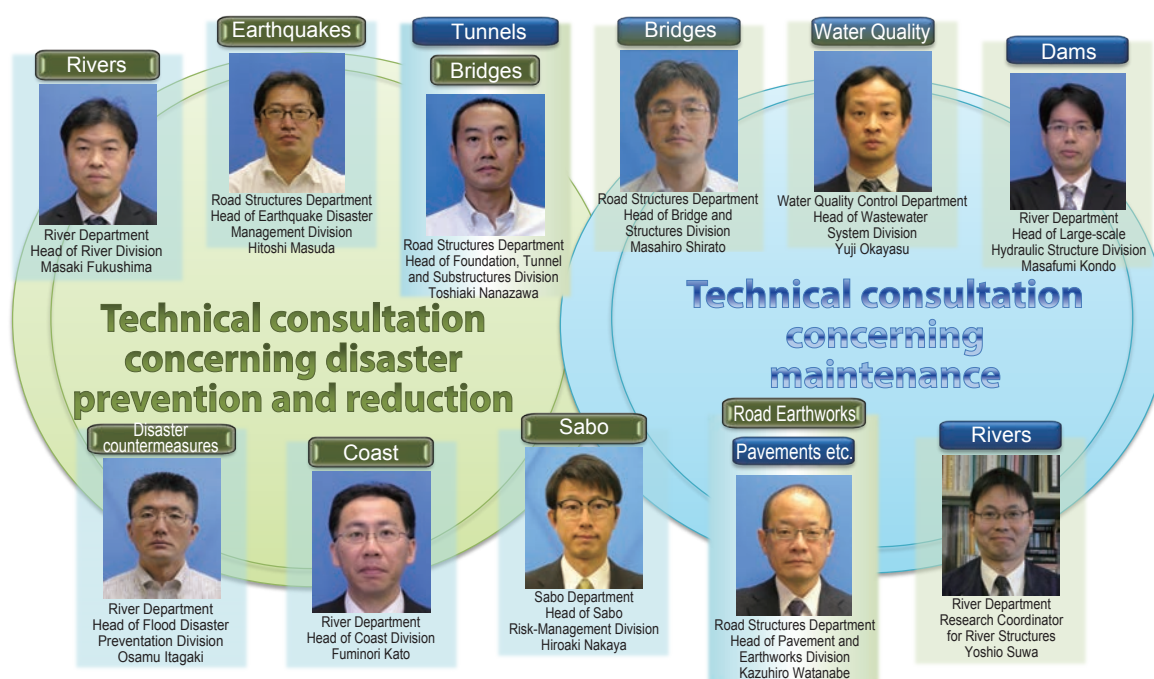 Rivers
River Department
Head of River Division
Masaki Fukushima
Earthquakes
Road Structures Department
Head of Earthquake Disaster
Management Division
Hitoshi Masuda
Tunnels
Bridges
Road Structures Department
Head of Foundation, Tunnel
and Substructures Division
Toshiaki Nanazawa
Bridges
Road Structures Department
Head of Bridge and
Structures Division
Masahiro Shirato
Water Quality
Water Quality Control Department
Head of Wastewater
System Division
Yuji Okayasu
Dams
River Department
Head of Large-scale
Hydraulic Structure Division
Masafumi Kondo
Technical consultation
concerning disaster
prevention and reduction
Technical consultation
concerning
maintenance
Disaster
countermeasures
River Department
Head of Flood Disaster
Preventation Division
Osamu Itagaki
Coast
River Department
Head of Coast Division
Fuminori Kato
Sabo
Sabo Department
Head of Sabo
Risk-Management Division
Hiroaki Nakaya
Road Earthworks
Pavements etc.
Road Structures Department
Head of Pavement and
Earthworks Division
Kazuhiro Watanabe
Rivers
River Department
Research Coordinator
for River Structures
Yoshio Suwa